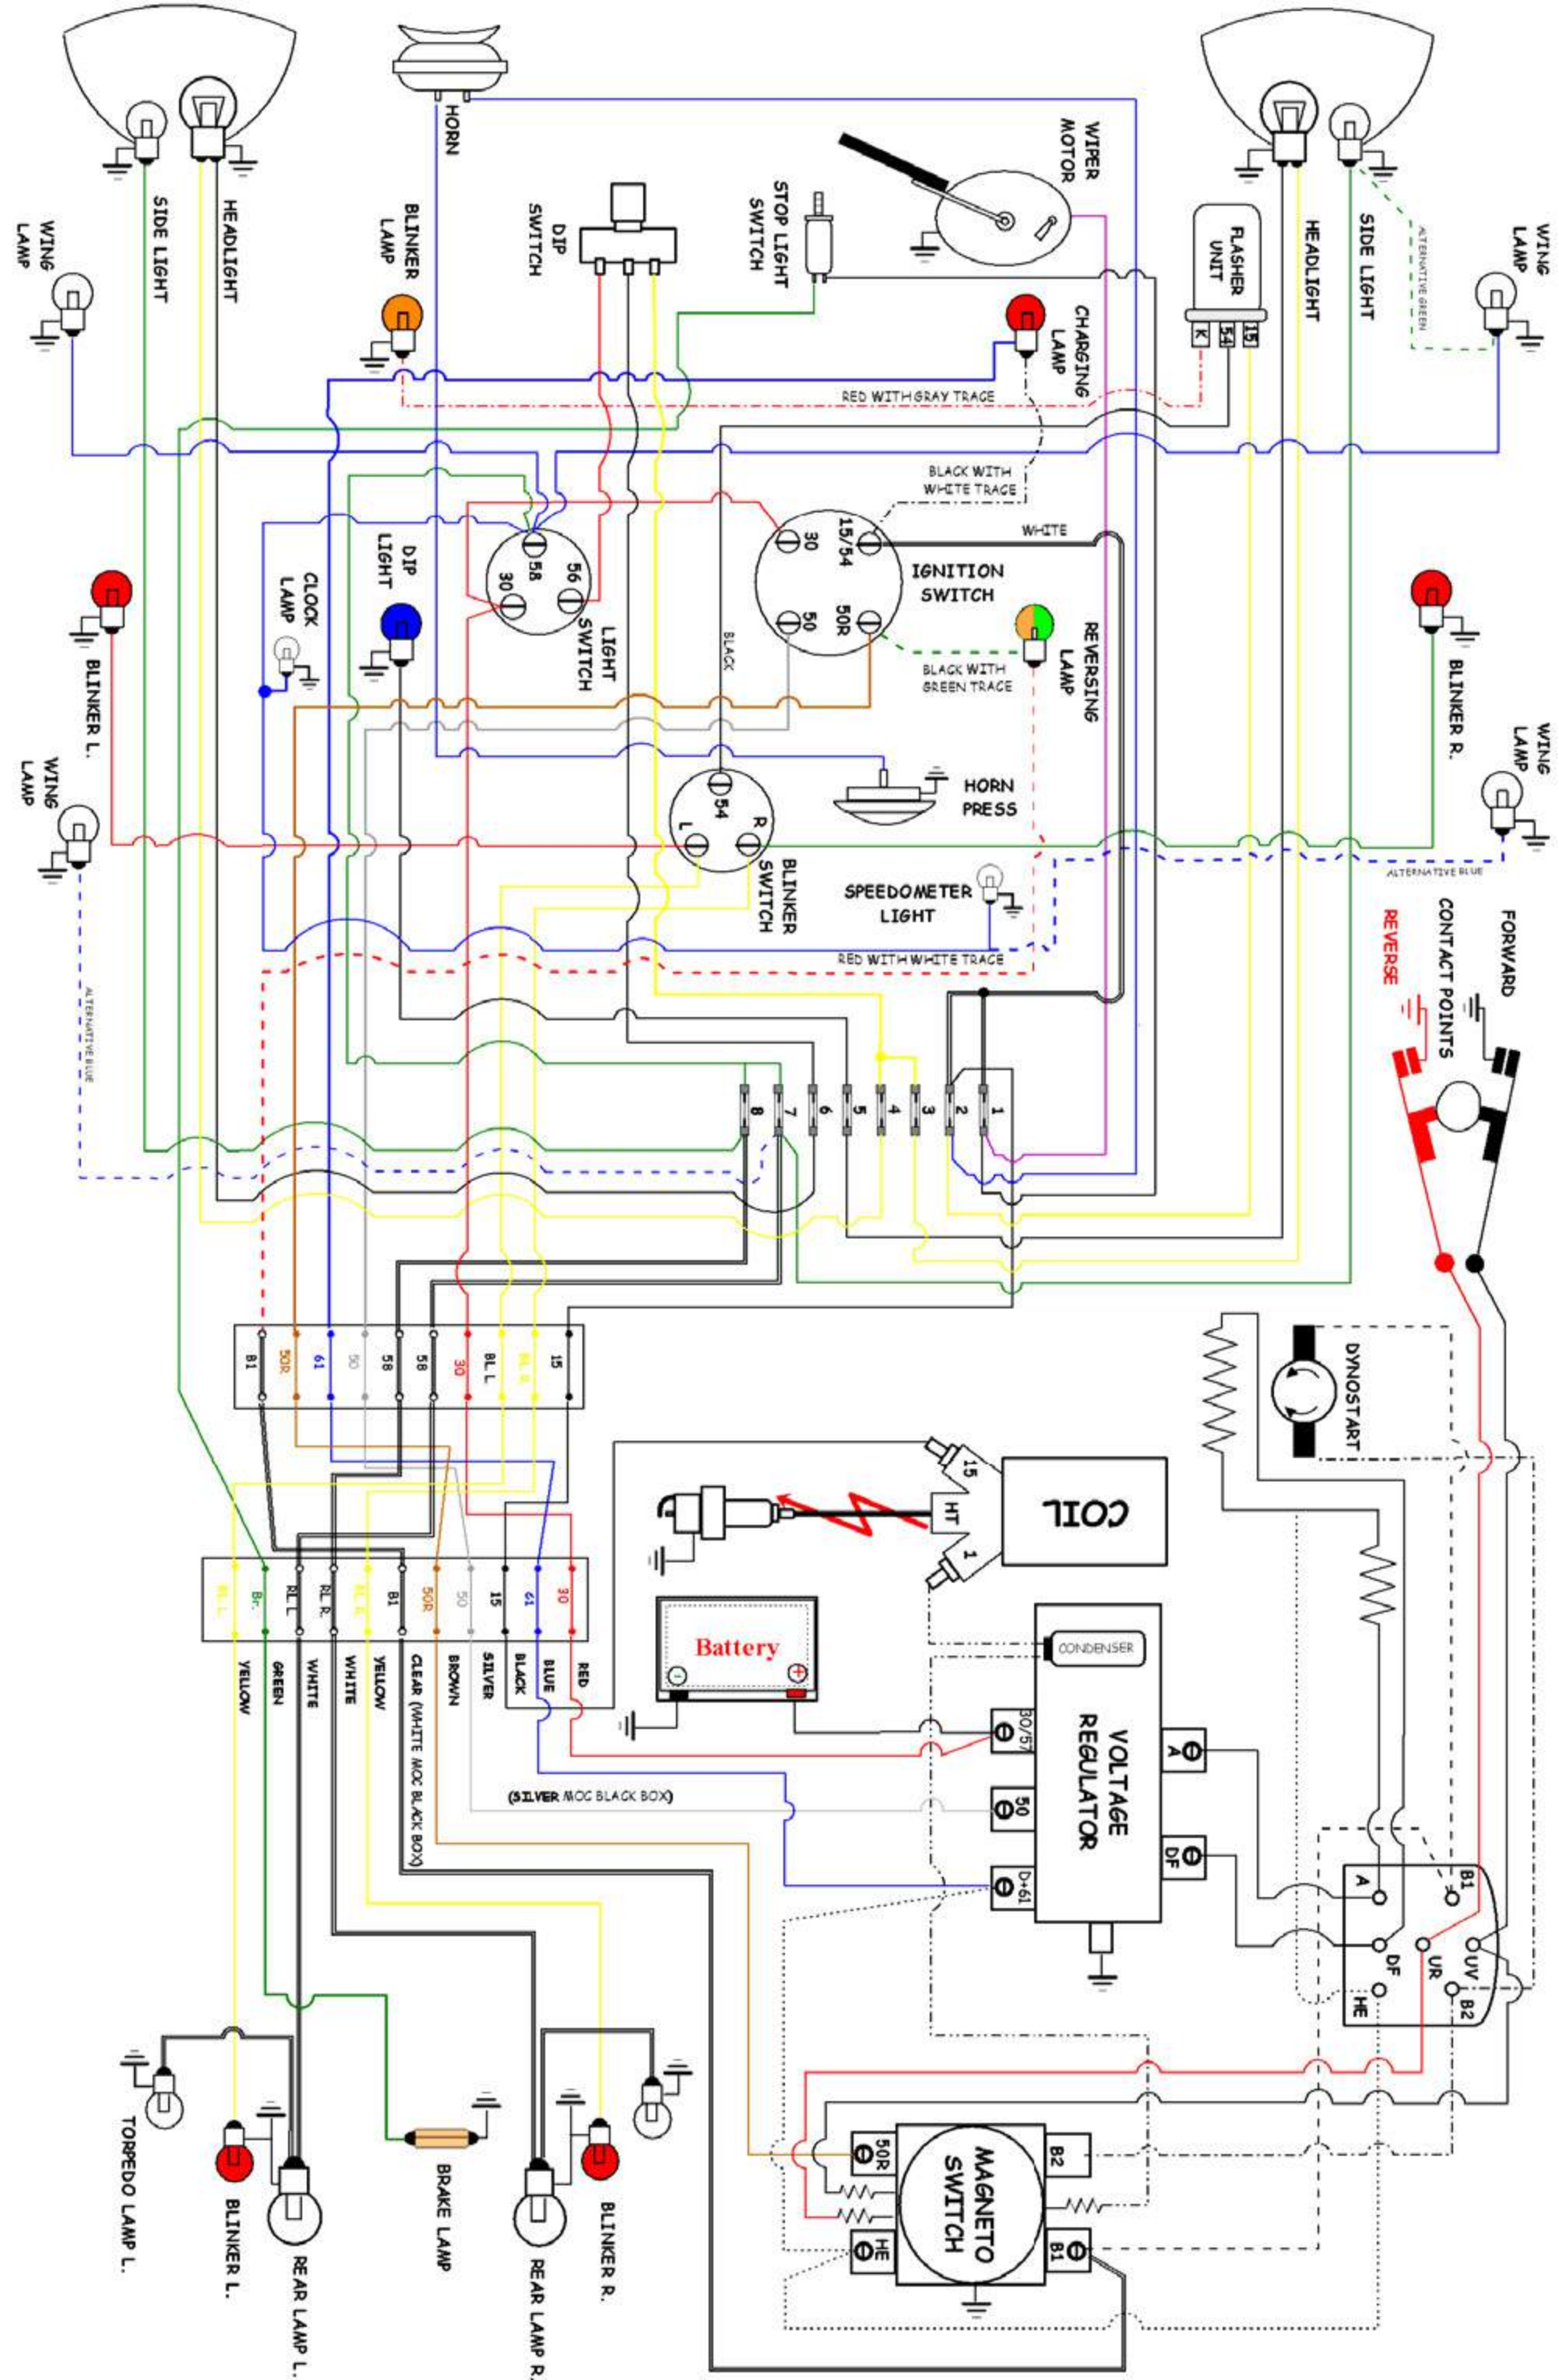 HORN
WIPER
MOTOR
STOP LIGHT
SWITCH
DIP
SWITCH
BLINKER
LAMP
SIDE LIGHT
HEADLIGHT
WING
LAMP
FLASHER
UNIT
K
54
15
HEADLIGHT
SIDE LIGHT
ALTERNATIVE GREEN
WING
LAMP
CHARGING
LAMP
RED WITH GRAY TRACE
BLACK WITH
WHITE TRACE
WHITE
30
15/54
50
50R
IGNITION
SWITCH
58
30
56
LIGHT
SWITCH
DIP
LIGHT
CLOCK
LAMP
BLINKER L.
WING
LAMP
BLACK
BLACK WITH
GREEN TRACE
REVERSING
LAMP
BLINKER R.
WING
LAMP
HORN
PRESS
54
L
R
BLINKER
SWITCH
SPEEDOMETER
LIGHT
ALTERNATIVE BLUE
RED WITH WHITE TRACE
ALTERNATIVE BLUE
REVERSE
CONTACT POINTS
FORWARD
8
7
6
5
4
3
2
1
B1
50R
61
50
58
58
30
BL L
BL R
15
DYNOSTART
COIL
15
HT
1
BL L
Br.
RL L
RL R.
BL R
B1
50R
50
15
61
30
YELLOW
GREEN
WHITE
WHITE
YELLOW
CLEAR (WHITE MOC BLACK BOX)
BROWN
SILVER
BLACK
BLUE
RED
Battery
-
+
CONDENSER
VOLTAGE
REGULATOR
30/57
50
D+61
A
DF
(SILVER MOC BLACK BOX)
A
B1
DF
UR
UV
HE
B2
MAGNETO
SWITCH
50R
HE
B2
B1
TORPEDO LAMP L.
BLINKER L.
REAR LAMP L.
BRAKE LAMP
REAR LAMP R.
BLINKER R.